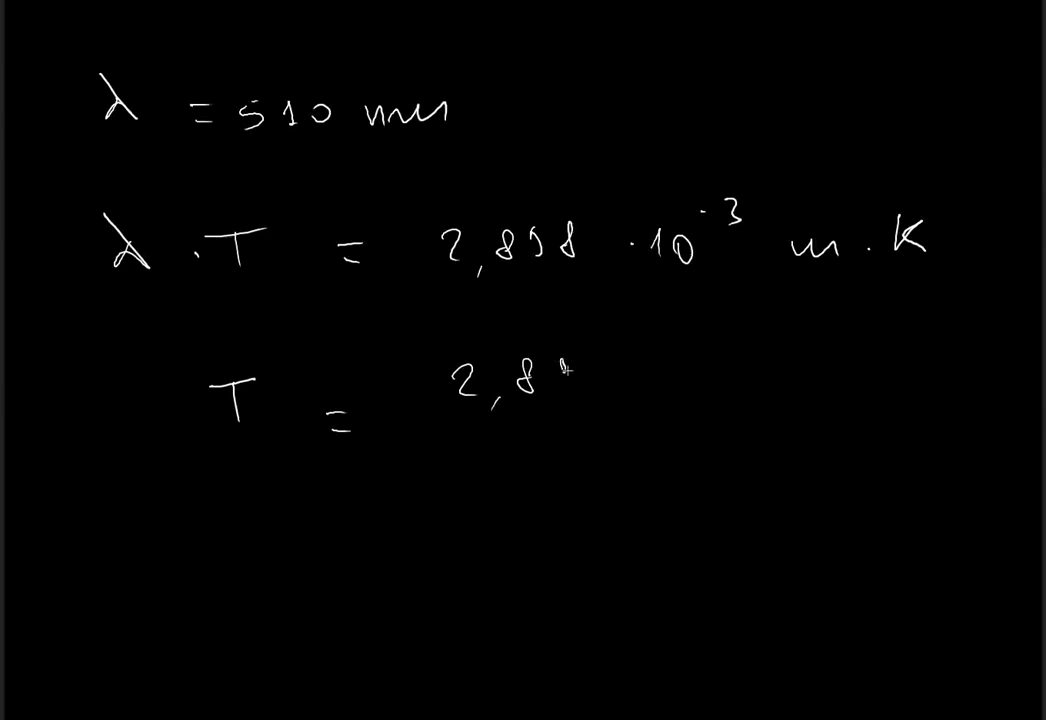 λ = 510 nm
λ . T = 2,898 · 10⁻³ m . K
T = 2,8